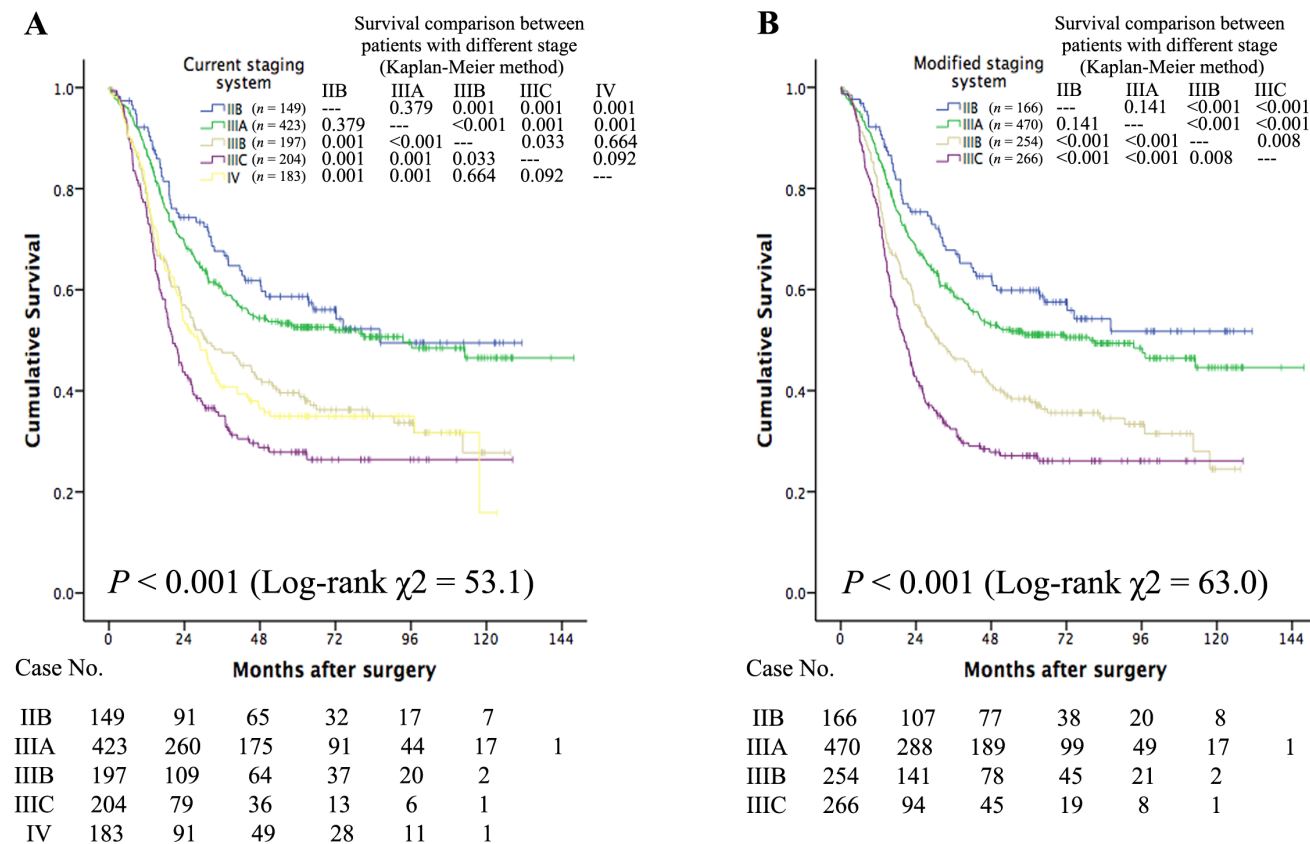 A
Survival comparison between
patients with different stage
(Kaplan-Meier method)
Current staging
system
IIB IIIA IIIB IIIC IV
IIB (n = 149) --- 0.379 0.001 0.001 0.001
IIIA (n = 423) 0.379 --- <0.001 0.001 0.001
IIIB (n = 197) 0.001 <0.001 --- 0.033 0.664
IIIC (n = 204) 0.001 0.001 0.033 --- 0.092
IV (n = 183) 0.001 0.001 0.664 0.092 ---
1.0
0.8
0.6
0.4
0.2
0.0
Cumulative Survival
P < 0.001 (Log-rank χ2 = 53.1)
0 24 48 72 96 120 144
Months after surgery
Case No.
IIB 149 91 65 32 17 7
IIIA 423 260 175 91 44 17 1
IIIB 197 109 64 37 20 2
IIIC 204 79 36 13 6 1
IV 183 91 49 28 11 1
B
Survival comparison between
patients with different stage
(Kaplan-Meier method)
Modified staging
system
IIB IIIA IIIB IIIC
IIB (n = 166) --- 0.141 <0.001 <0.001
IIIA (n = 470) 0.141 --- <0.001 <0.001
IIIB (n = 254) <0.001 <0.001 --- 0.008
IIIC (n = 266) <0.001 <0.001 0.008 ---
1.0
0.8
0.6
0.4
0.2
0.0
Cumulative Survival
P < 0.001 (Log-rank χ2 = 63.0)
0 24 48 72 96 120 144
Months after surgery
Case No.
IIB 166 107 77 38 20 8
IIIA 470 288 189 99 49 17 1
IIIB 254 141 78 45 21 2
IIIC 266 94 45 19 8 1